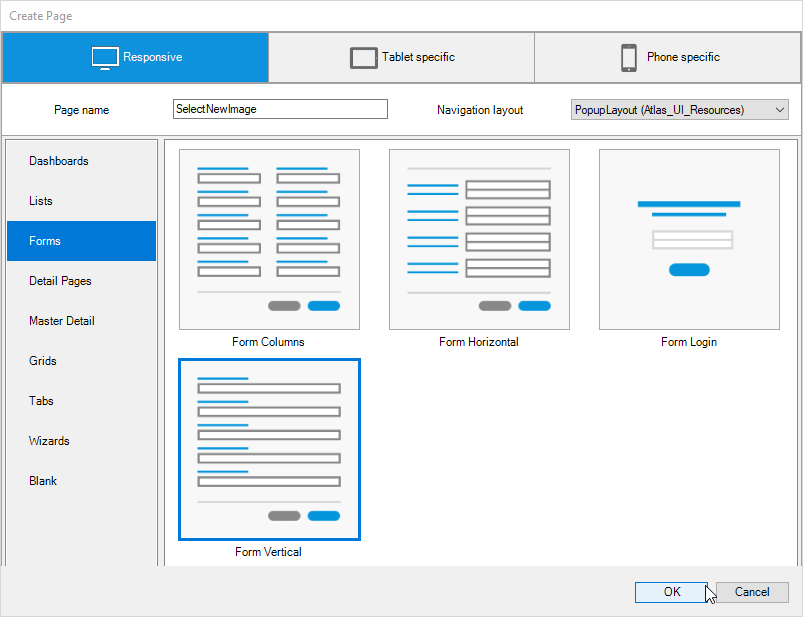 Create Page
Responsive
Tablet specific
Phone specific
Page name
SelectNewImage
Navigation layout
PopupLayout (Atlas_UI_Resources)
Dashboards
Lists
Forms
Detail Pages
Master Detail
Grids
Tabs
Wizards
Blank
Form Columns
Form Horizontal
Form Login
Form Vertical
OK
Cancel